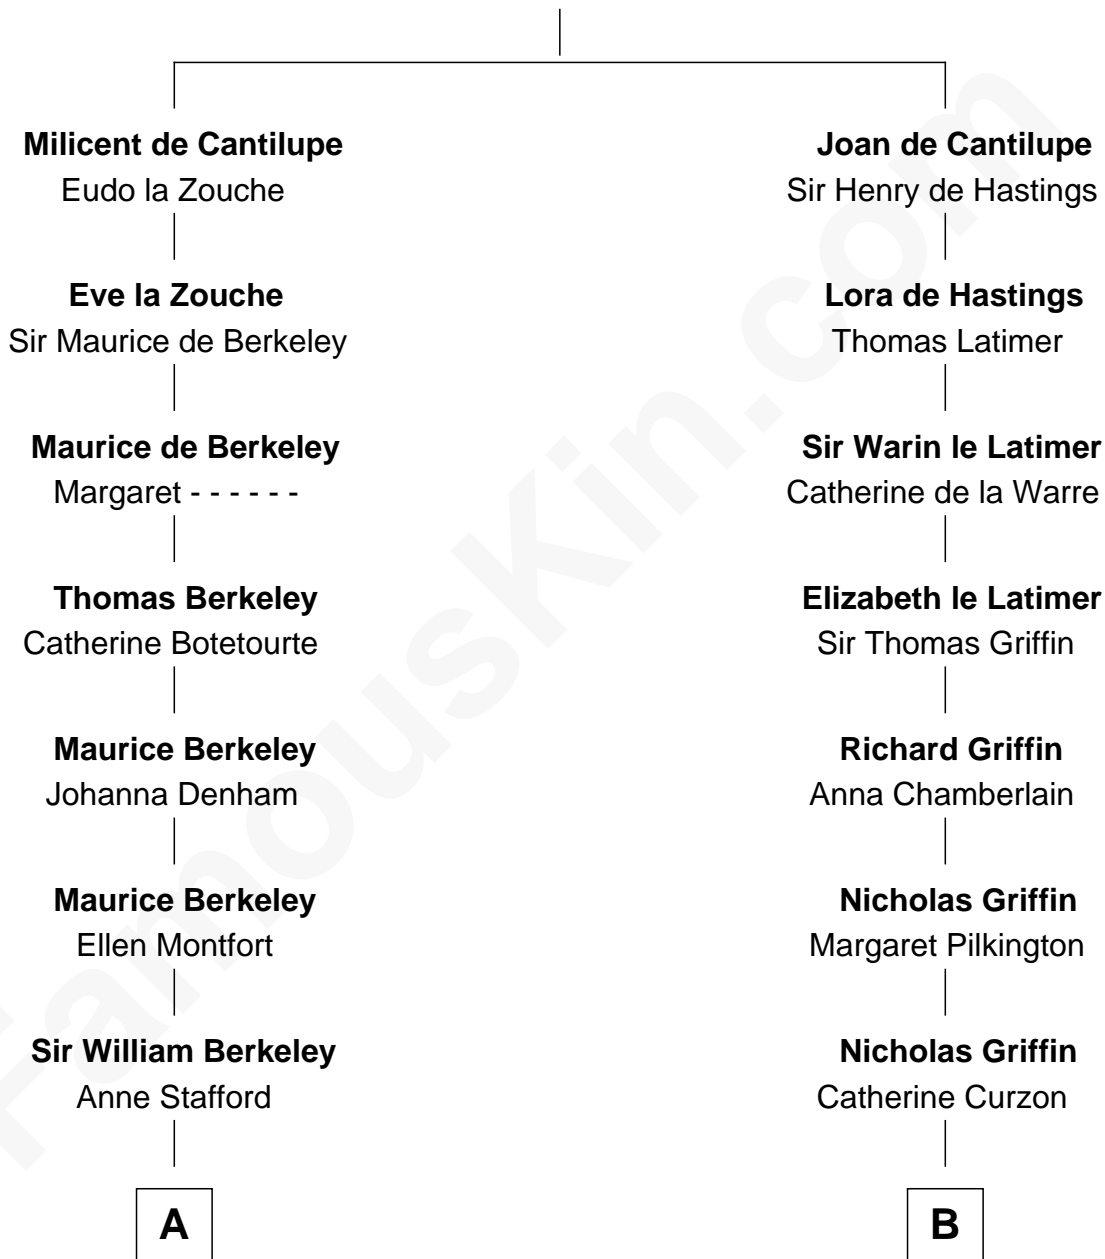 Milicent de Cantilupe
Eudo la Zouche
Eve la Zouche
Sir Maurice de Berkeley
Maurice de Berkeley
Margaret - - - - - -
Thomas Berkeley
Catherine Botetourte
Maurice Berkeley
Johanna Denham
Maurice Berkeley
Ellen Montfort
Sir William Berkeley
Anne Stafford
A
Joan de Cantilupe
Sir Henry de Hastings
Lora de Hastings
Thomas Latimer
Sir Warin le Latimer
Catherine de la Warre
Elizabeth le Latimer
Sir Thomas Griffin
Richard Griffin
Anna Chamberlain
Nicholas Griffin
Margaret Pilkington
Nicholas Griffin
Catherine Curzon
B
FamousKin.com